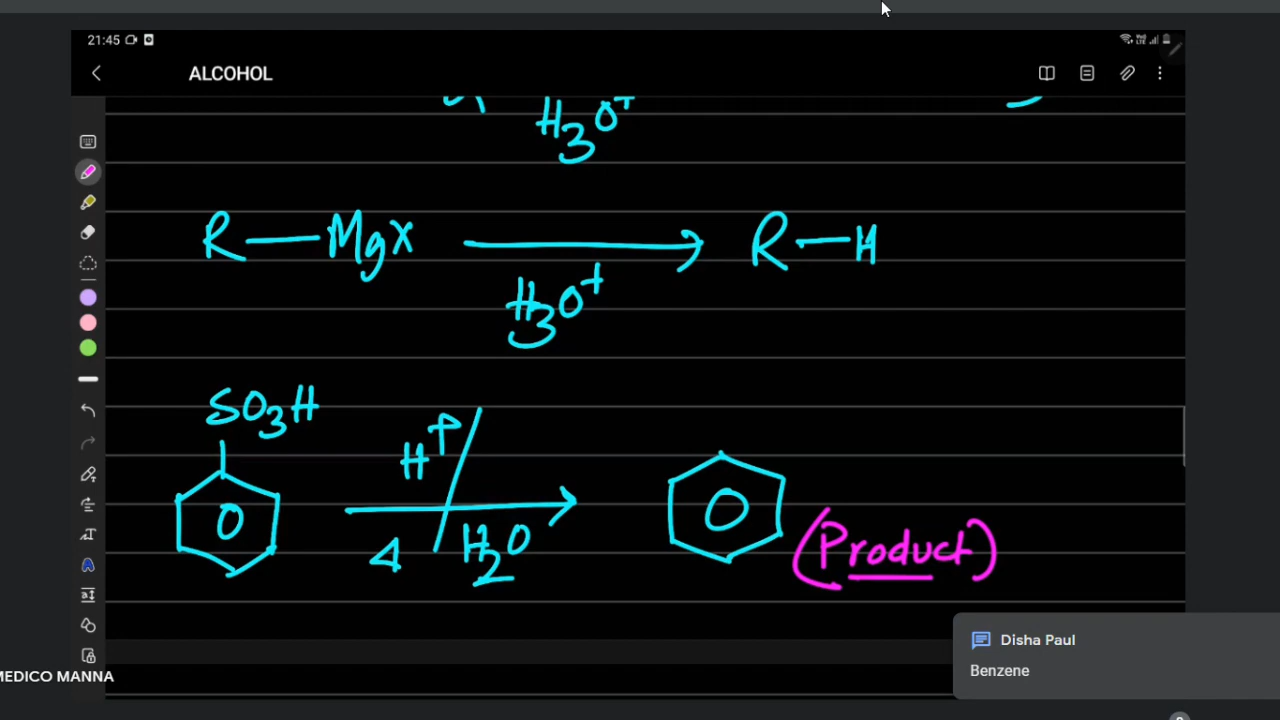 21:45
ALCOHOL
H3O+
R—MgX → R—H
H3O+
SO3H
H+
Δ H2O
(Product)
Disha Paul
Benzene
MEDICO MANNA